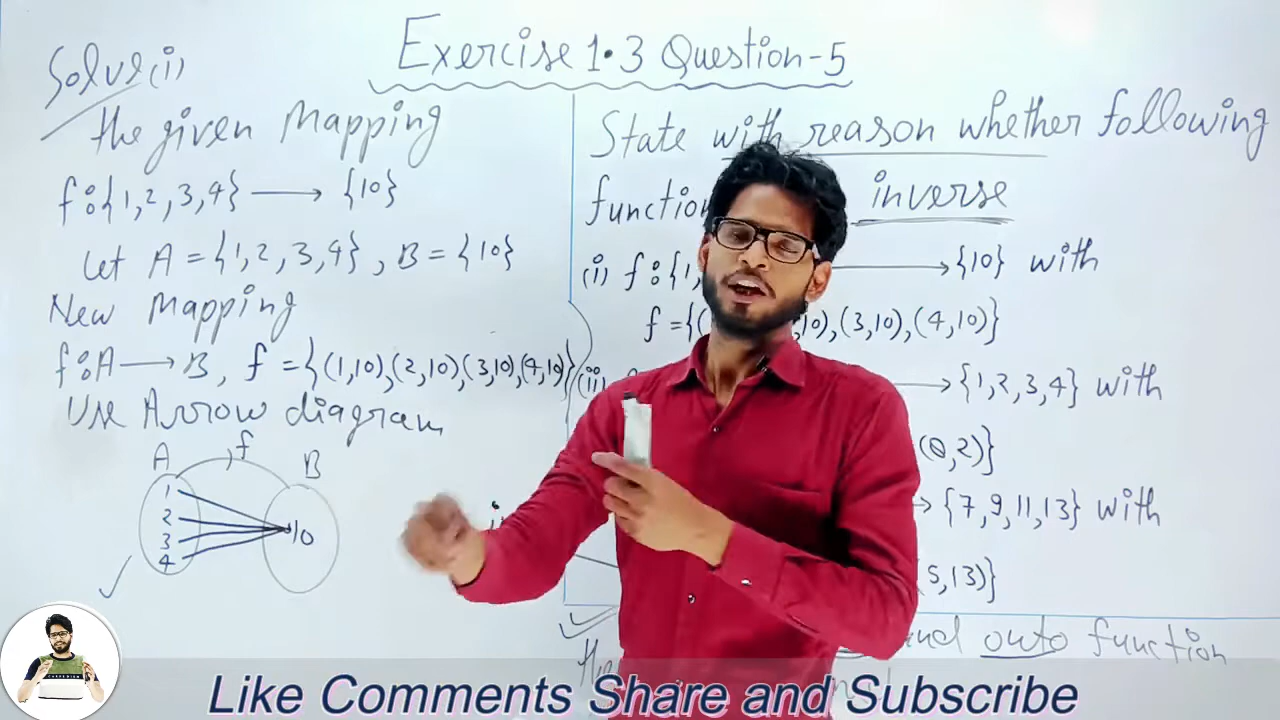 Exercise 1.3 Question-5
Solve (i)
the given Mapping
f:{1,2,3,4} ⟶ {10}
Let A = {1,2,3,4}, B = {10}
New Mapping
f:A ⟶ B, f = {(1,10),(2,10),(3,10),(4,10)}
Use Arrow diagram
A f B
1
2
3
4
10
State with reason whether following
function inverse
(i) f:{1, ⟶ {10} with
f = {( ,10),(3,10),(4,10)}
(ii) ⟶ {1,2,3,4} with
,2)}
⟶ {7,9,11,13} with
(5,13)}
and onto function
Like Comments Share and Subscribe